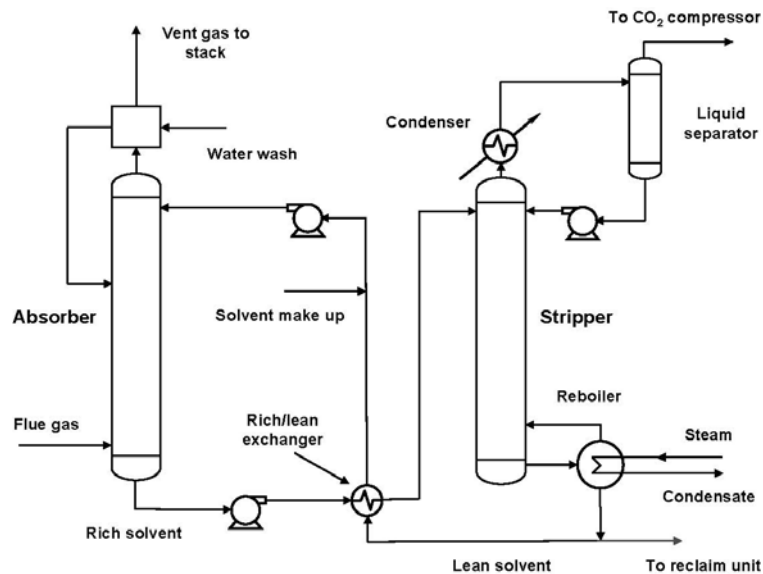 To CO₂ compressor
Vent gas to
stack
Condenser
Liquid
separator
Water wash
Absorber
Solvent make up
Stripper
Flue gas
Rich/lean
exchanger
Reboiler
Steam
Condensate
Rich solvent
Lean solvent
To reclaim unit